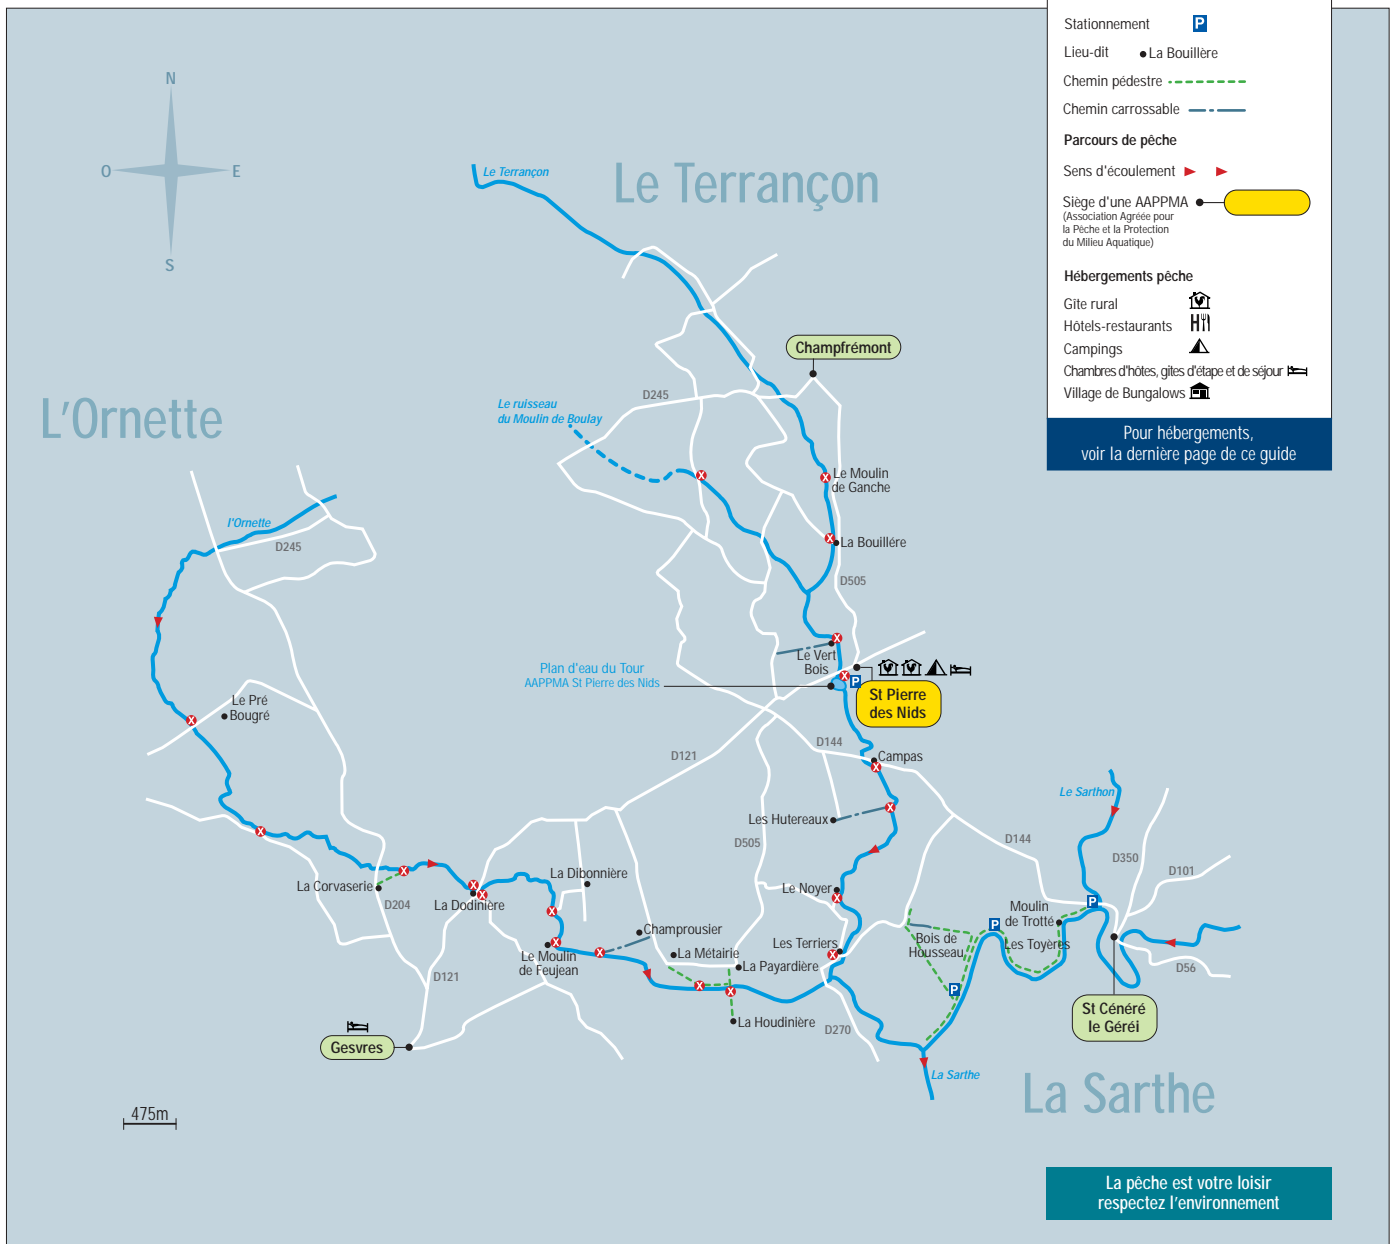 Stationnement P
Lieu-dit La Bouillère
Chemin pédestre
Chemin carrossable
Parcours de pêche
Sens d'écoulement
Siège d'une AAPPMA
(Association Agréée pour
la Pêche et la Protection
du Milieu Aquatique)
Hébergements pêche
Gîte rural
Hôtels-restaurants
Campings
Chambres d'hôtes, gites d'étape et de séjour
Village de Bungalows
Pour hébergements,
voir la dernière page de ce guide
N
O
E
S
Le Terrançon
Le Terrançon
Champfrémont
D245
Le ruisseau
du Moulin de Boulay
L'Ornette
l'Ornette
D245
X
X
Le Moulin
de Ganche
X
La Bouillére
D505
X
Le Vert
Bois
Plan d'eau du Tour
AAPPMA St Pierre des Nids
X
P
St Pierre
des Nids
Le Pré
Bougré
X
D121
D144
Campas
X
Les Hutereaux
X
Le Sarthon
X
D505
D144
D350
D101
La Corvaserie
X
D204
X
X
La Dodinière
La Dibonnière
X
Le Noyer
X
P
Moulin
de Trotté
P
Les Toyères
Bois de
Housseau
P
Champrousier
X
Le Moulin
de Feujean
X
La Métairie
La Payardière
Les Terriers
X
D56
D121
X
X
La Houdinière
D270
St Cénéré
le Géréi
Gesvres
La Sarthe
La Sarthe
475m
La pêche est votre loisir
respectez l'environnement